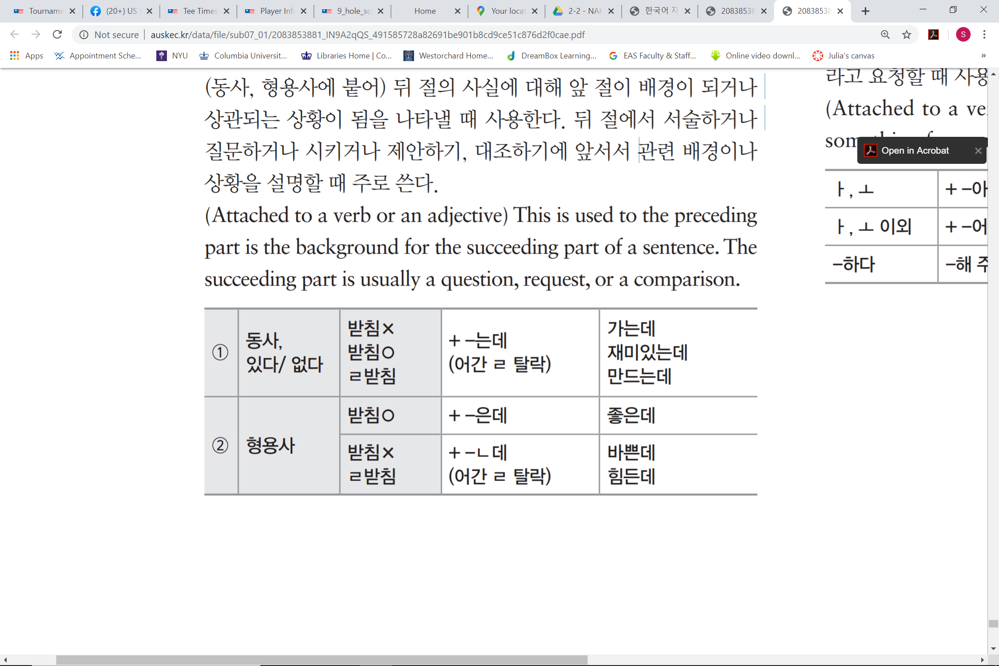 Tourname
(20+) US
Tee Times
Player Info
9_hole_sc
Home
Your locat
2-2 - NAK
한국어 자
20838538
20838538
Not secure
auskec.kr/data/file/sub07_01/2083853881_lN9A2qQS_491585728a82691be901b8cd9ce51c876d2f0cae.pdf
S
Apps
Appointment Sche...
NYU
Columbia Universit...
Libraries Home | Co...
Westorchard Home...
DreamBox Learning...
EAS Faculty & Staff...
Online video downl...
Julia's canvas
»
(동사, 형용사에 붙어) 뒤 절의 사실에 대해 앞 절이 배경이 되거나
상관되는 상황이 됨을 나타낼 때 사용한다. 뒤 절에서 서술하거나
질문하거나 시키거나 제안하기, 대조하기에 앞서서 관련 배경이나
상황을 설명할 때 주로 쓴다.
(Attached to a verb or an adjective) This is used to the preceding
part is the background for the succeeding part of a sentence. The
succeeding part is usually a question, request, or a comparison.
①
동사,
있다/ 없다
받침×
받침○
ㄹ받침
+ –는데
(어간 ㄹ 탈락)
가는데
재미있는데
만드는데
②
형용사
받침○
+ –은데
좋은데
받침×
ㄹ받침
+ –ㄴ데
(어간 ㄹ 탈락)
바쁜데
힘든데
라고 요청할 때 사용
(Attached to a ve
som
Open in Acrobat
ㅏ, ㅗ
+ –아
ㅏ, ㅗ 이외
+ –어
–하다
–해 주